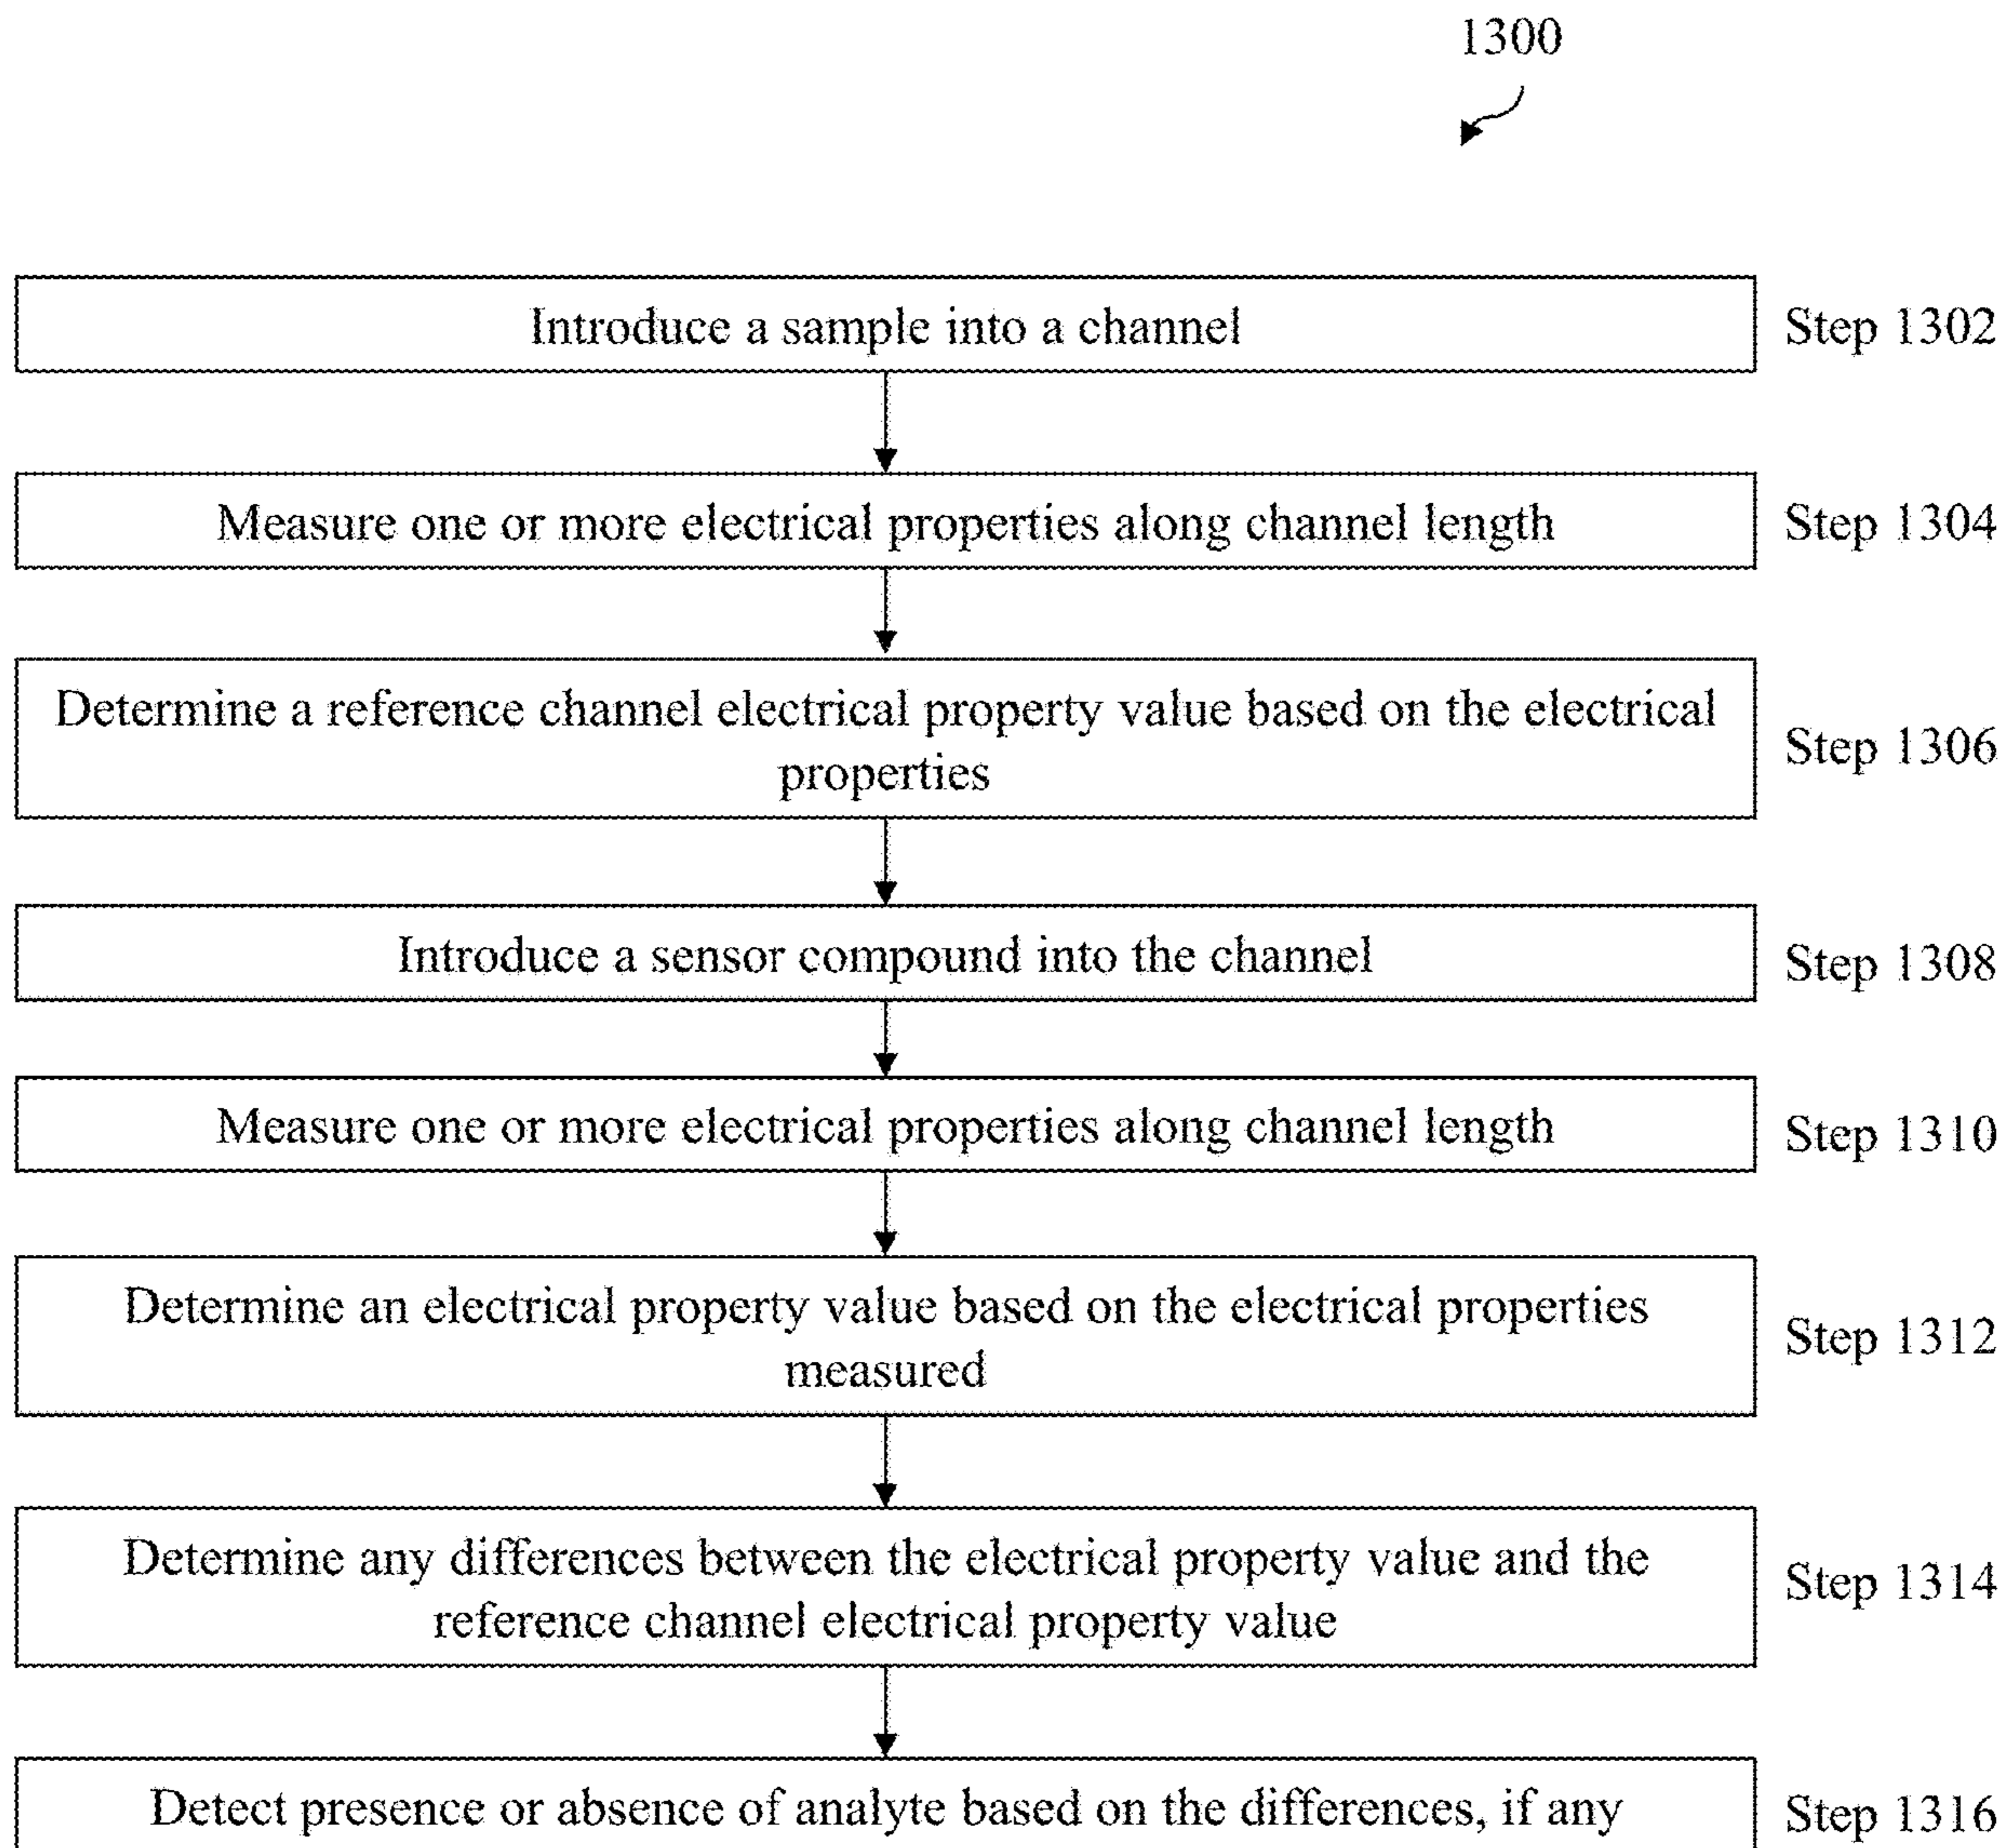 1300
Introduce a sample into a channel
Step 1302
Measure one or more electrical properties along channel length
Step 1304
Determine a reference channel electrical property value based on the electrical
properties
Step 1306
Introduce a sensor compound into the channel
Step 1308
Measure one or more electrical properties along channel length
Step 1310
Determine an electrical property value based on the electrical properties
measured
Step 1312
Determine any differences between the electrical property value and the
reference channel electrical property value
Step 1314
Detect presence or absence of analyte based on the differences, if any
Step 1316